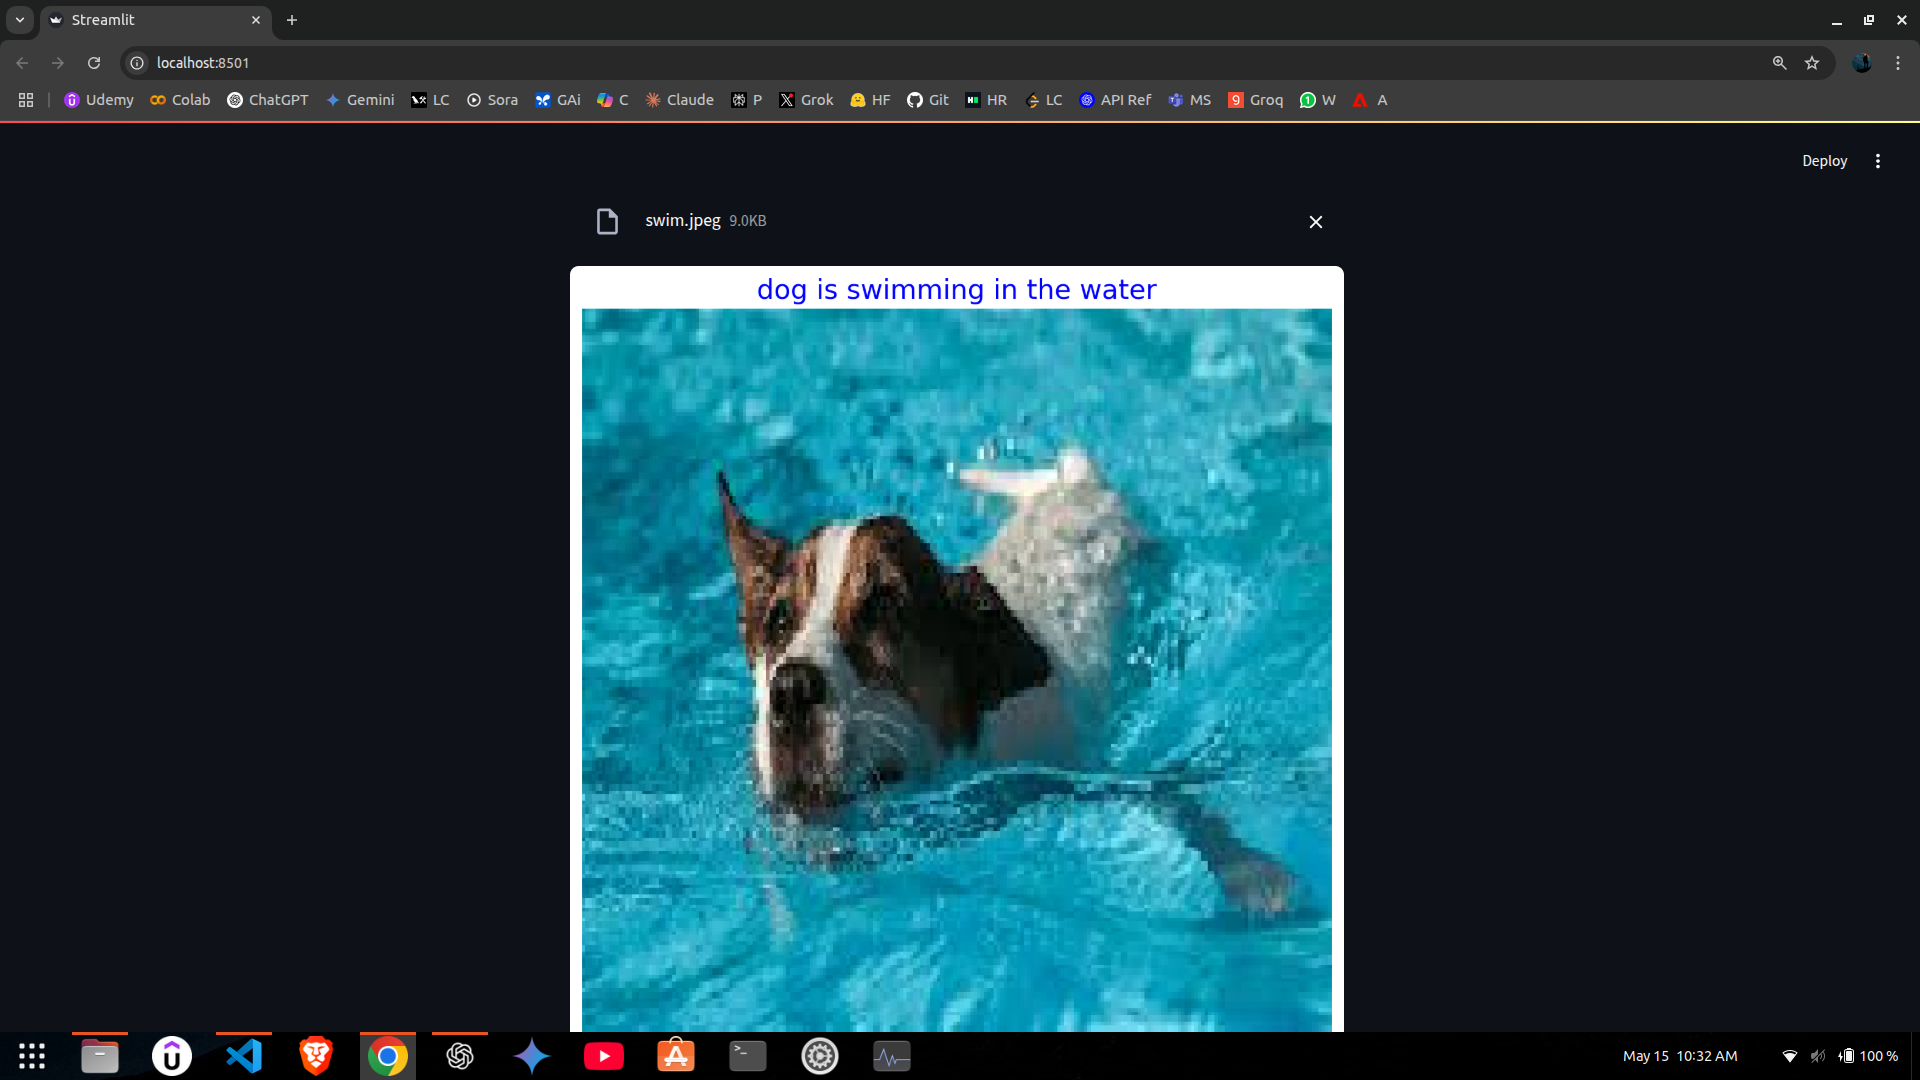 Streamlit
localhost:8501
Udemy Colab ChatGPT Gemini LC Sora GAi C Claude P Grok HF Git HR LC API Ref MS Groq W A
Deploy
swim.jpeg 9.0KB
dog is swimming in the water
May 15 10:32 AM 100 %